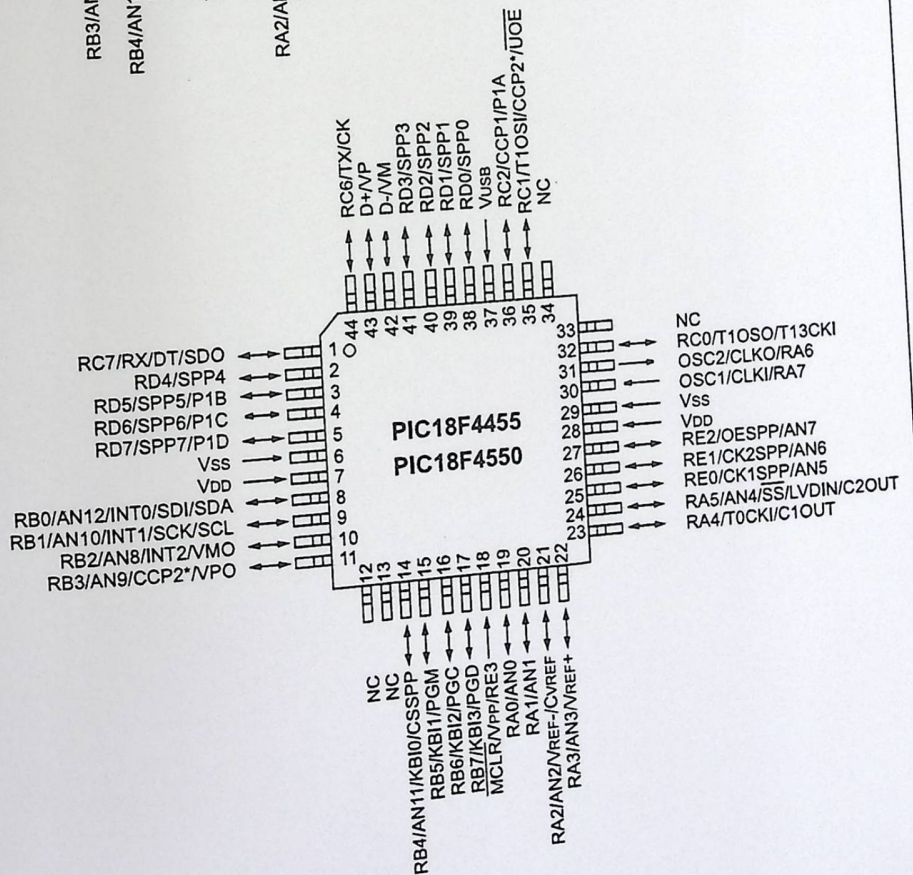 RB3/AN
RB4/AN1
RA2/AN
RC6/TX/CK
D+/VP
D-/VM
RD3/SPP3
RD2/SPP2
RD1/SPP1
RD0/SPP0
VUSB
RC2/CCP1/P1A
RC1/T1OSI/CCP2*/UOE
NC
44
43
42
41
40
39
38
37
36
35
34
RC7/RX/DT/SDO
RD4/SPP4
RD5/SPP5/P1B
RD6/SPP6/P1C
RD7/SPP7/P1D
VSS
VDD
RB0/AN12/INT0/SDI/SDA
RB1/AN10/INT1/SCK/SCL
RB2/AN8/INT2/VMO
RB3/AN9/CCP2*/VPO
1
2
3
4
5
6
7
8
9
10
11
PIC18F4455
PIC18F4550
33
32
31
30
29
28
27
26
25
24
23
NC
RC0/T1OSO/T13CKI
OSC2/CLKO/RA6
OSC1/CLKI/RA7
VSS
VDD
RE2/OESPP/AN7
RE1/CK2SPP/AN6
RE0/CK1SPP/AN5
RA5/AN4/SS/LVDIN/C2OUT
RA4/T0CKI/C1OUT
12
13
14
15
16
17
18
19
20
21
22
NC
NC
RB4/AN11/KBI0/CSSPP
RB5/KBI1/PGM
RB6/KBI2/PGC
RB7/KBI3/PGD
MCLR/VPP/RE3
RA0/AN0
RA1/AN1
RA2/AN2/VREF-/CVREF
RA3/AN3/VREF+